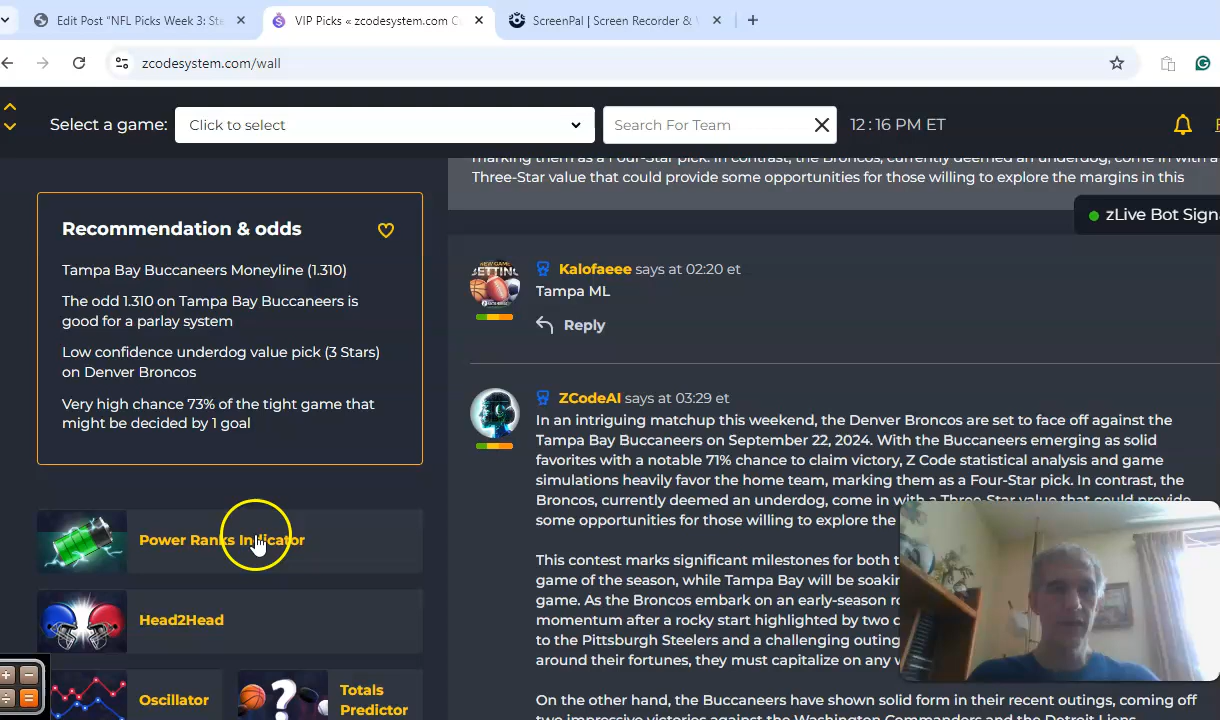 Edit Post "NFL Picks Week 3: Ste
VIP Picks « zcodesystem.com C
ScreenPal | Screen Recorder &
zcodesystem.com/wall
Select a game:
Click to select
Search For Team
12:16 PM ET
marking them as a Four-Star pick. In contrast, the Broncos, currently deemed an underdog, come in with a
Three-Star value that could provide some opportunities for those willing to explore the margins in this
zLive Bot Signa
Recommendation & odds
Tampa Bay Buccaneers Moneyline (1.310)
The odd 1.310 on Tampa Bay Buccaneers is
good for a parlay system
Low confidence underdog value pick (3 Stars)
on Denver Broncos
Very high chance 73% of the tight game that
might be decided by 1 goal
Power Ranks Indicator
Head2Head
Oscillator
Totals
Predictor
Kalofaeee says at 02:20 et
Tampa ML
Reply
ZCodeAI says at 03:29 et
In an intriguing matchup this weekend, the Denver Broncos are set to face off against the
Tampa Bay Buccaneers on September 22, 2024. With the Buccaneers emerging as solid
favorites with a notable 71% chance to claim victory, Z Code statistical analysis and game
simulations heavily favor the home team, marking them as a Four-Star pick. In contrast, the
Broncos, currently deemed an underdog, come in with a Three-Star value that could provide
some opportunities for those willing to explore the
This contest marks significant milestones for both t
game of the season, while Tampa Bay will be soakin
game. As the Broncos embark on an early-season ro
momentum after a rocky start highlighted by two c
to the Pittsburgh Steelers and a challenging outing
around their fortunes, they must capitalize on any w
On the other hand, the Buccaneers have shown solid form in their recent outings, coming off
two impressive victories against the Washington Commanders and the Detroit Lions